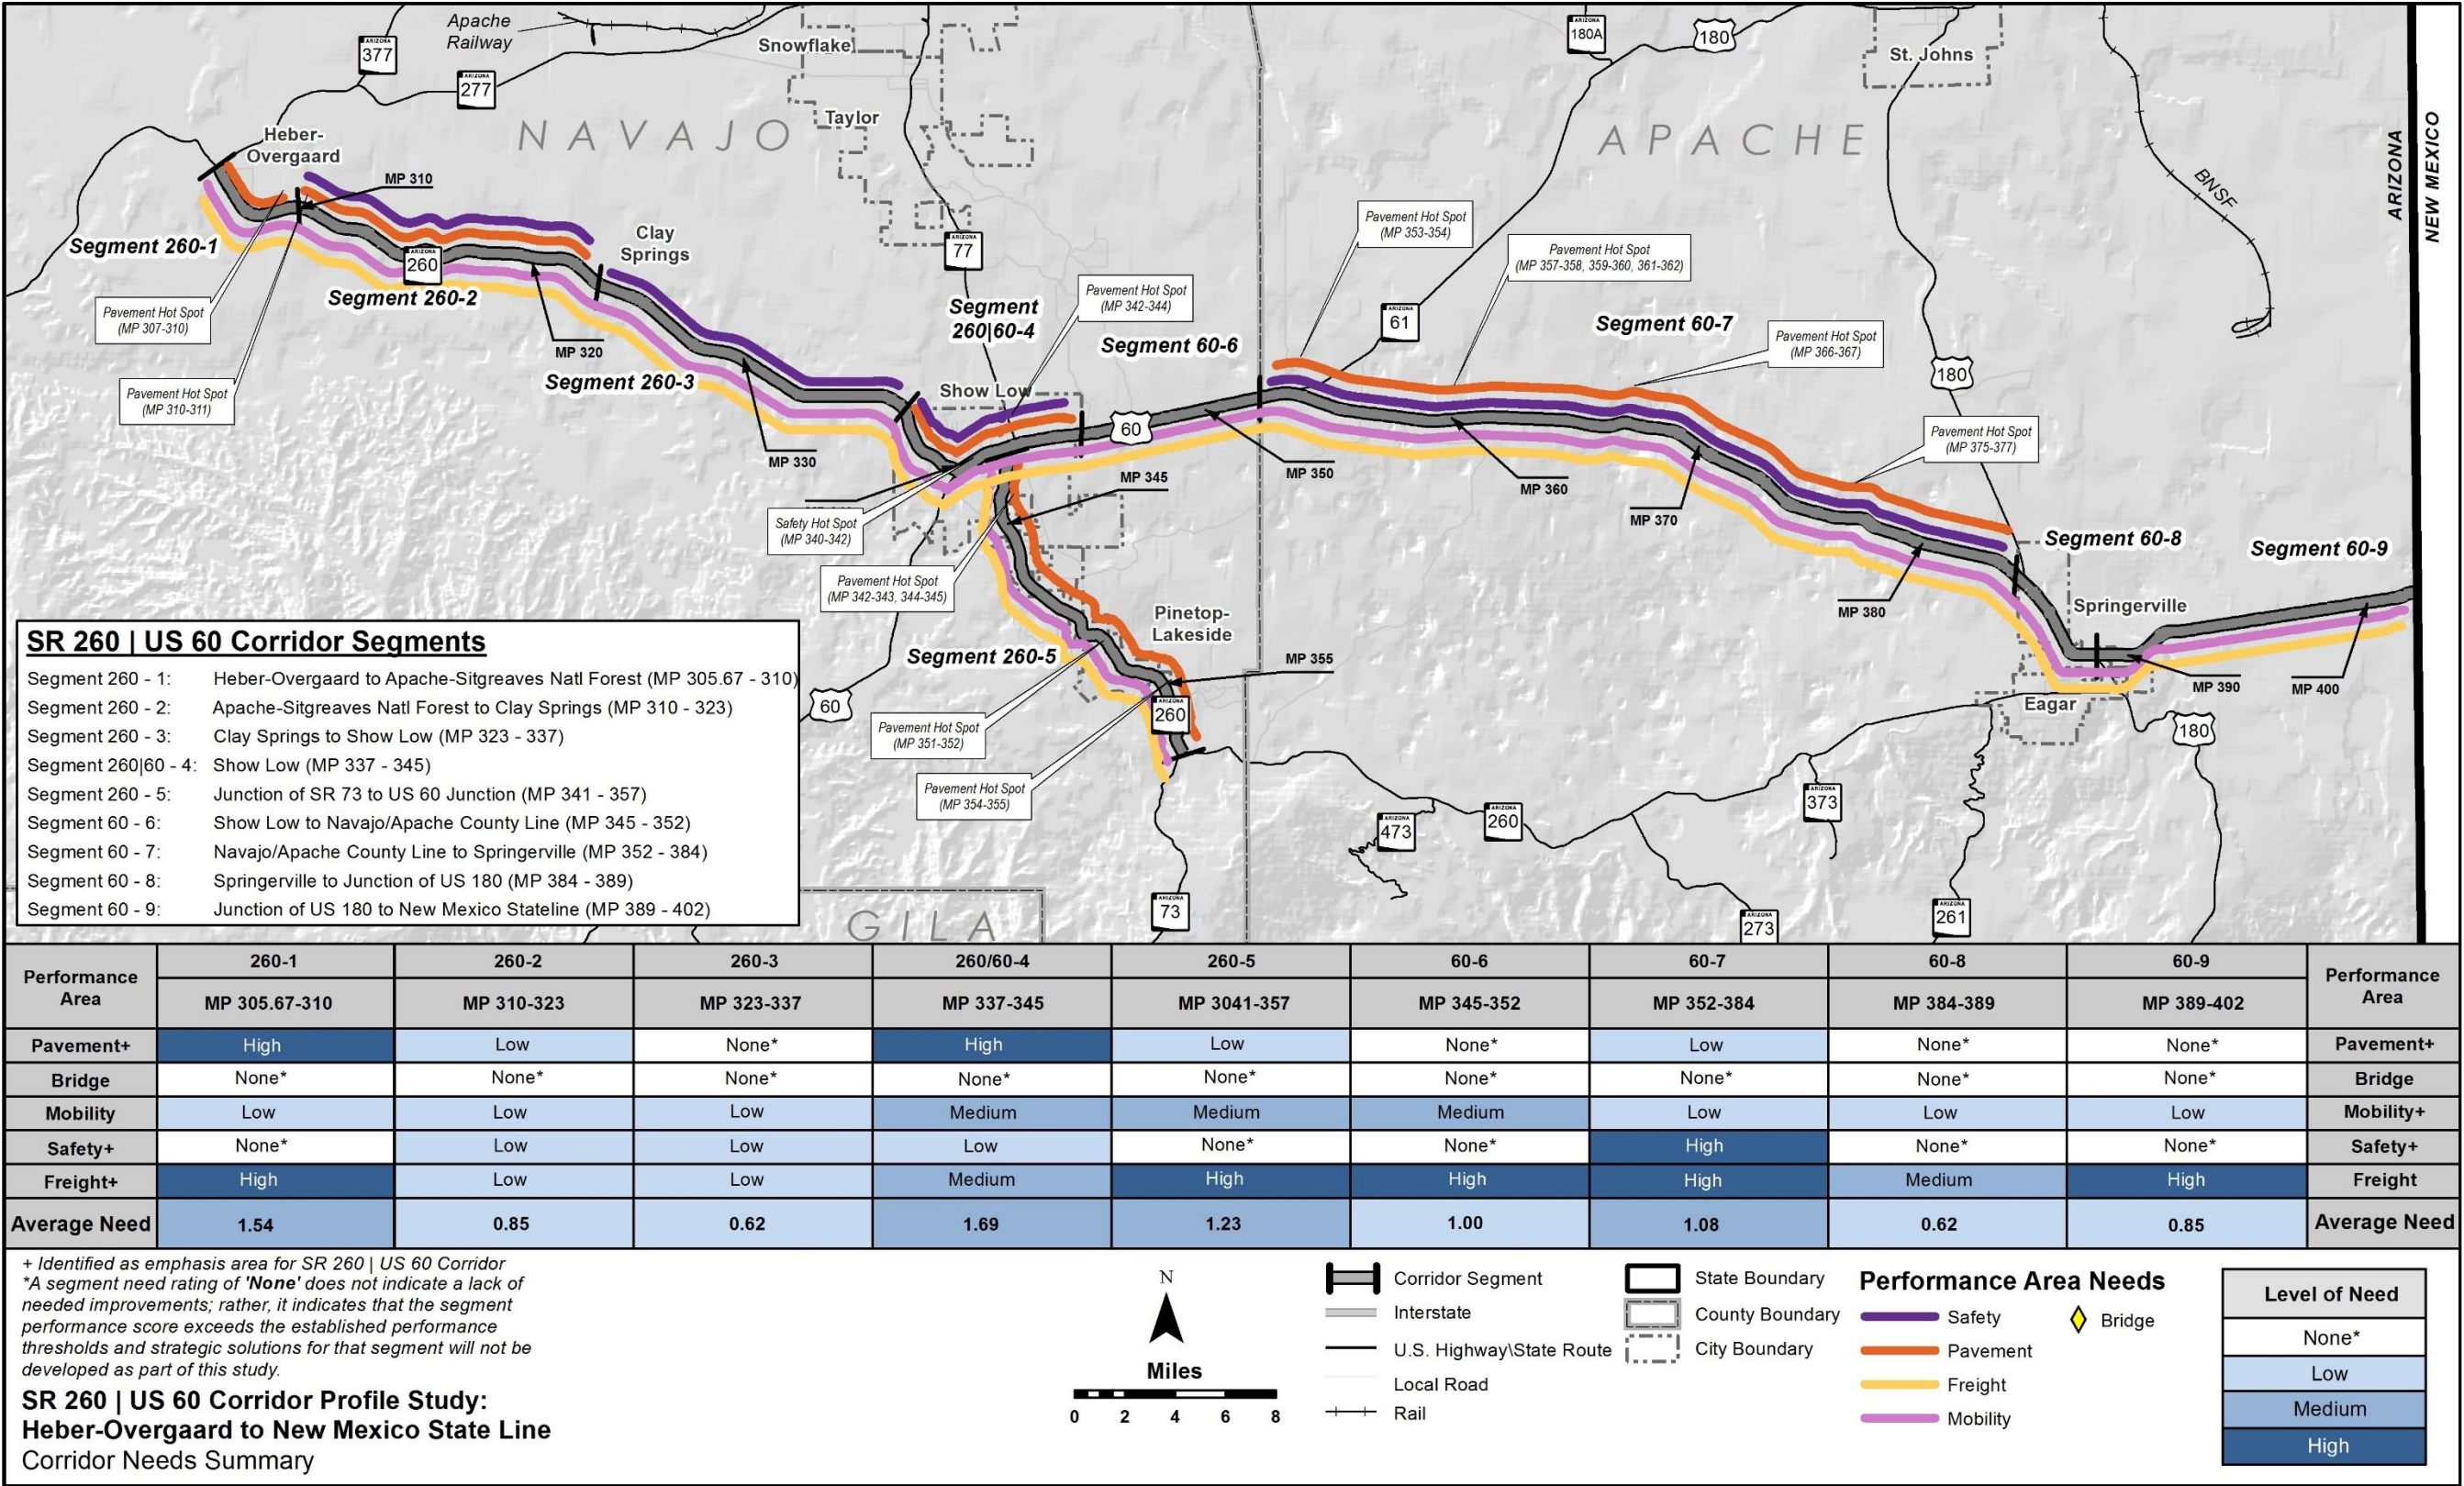 Apache
Railway
ARIZONA
377
ARIZONA
277
Snowflake
Taylor
ARIZONA
180A
180
St. Johns
NAVAJO
APACHE
ARIZONA
NEW MEXICO
BNSF
Heber-
Overgaard
MP 310
Segment 260-1
ARIZONA
260
Segment 260-2
Clay
Springs
ARIZONA
77
Pavement Hot Spot
(MP 307-310)
Pavement Hot Spot
(MP 310-311)
MP 320
Segment 260-3
MP 330
Segment
260|60-4
Pavement Hot Spot
(MP 342-344)
Segment 60-6
Show Low
60
Pavement Hot Spot
(MP 353-354)
Pavement Hot Spot
(MP 357-358, 359-360, 361-362)
ARIZONA
61
Segment 60-7
Pavement Hot Spot
(MP 366-367)
180
Pavement Hot Spot
(MP 375-377)
MP 345
MP 350
MP 360
MP 370
MP 380
Safety Hot Spot
(MP 340-342)
Pavement Hot Spot
(MP 342-343, 344-345)
Segment 60-8
Segment 60-9
Springerville
Pinetop-
Lakeside
Segment 260-5
MP 355
MP 390
MP 400
Eagar
180
60
ARIZONA
260
Pavement Hot Spot
(MP 351-352)
Pavement Hot Spot
(MP 354-355)
ARIZONA
473
ARIZONA
260
ARIZONA
373
ARIZONA
73
ARIZONA
273
ARIZONA
261
GILA
SR 260 | US 60 Corridor Segments
Segment 260 - 1: Heber-Overgaard to Apache-Sitgreaves Natl Forest (MP 305.67 - 310)
Segment 260 - 2: Apache-Sitgreaves Natl Forest to Clay Springs (MP 310 - 323)
Segment 260 - 3: Clay Springs to Show Low (MP 323 - 337)
Segment 260|60 - 4: Show Low (MP 337 - 345)
Segment 260 - 5: Junction of SR 73 to US 60 Junction (MP 341 - 357)
Segment 60 - 6: Show Low to Navajo/Apache County Line (MP 345 - 352)
Segment 60 - 7: Navajo/Apache County Line to Springerville (MP 352 - 384)
Segment 60 - 8: Springerville to Junction of US 180 (MP 384 - 389)
Segment 60 - 9: Junction of US 180 to New Mexico Stateline (MP 389 - 402)
Performance Area 260-1 260-2 260-3 260/60-4 260-5 60-6 60-7 60-8 60-9 Performance Area
MP 305.67-310 MP 310-323 MP 323-337 MP 337-345 MP 3041-357 MP 345-352 MP 352-384 MP 384-389 MP 389-402
Pavement+ High Low None* High Low None* Low None* None* Pavement+
Bridge None* None* None* None* None* None* None* None* None* Bridge
Mobility Low Low Low Medium Medium Medium Low Low Low Mobility+
Safety+ None* Low Low Low None* None* High None* None* Safety+
Freight+ High Low Low Medium High High High Medium High Freight
Average Need 1.54 0.85 0.62 1.69 1.23 1.00 1.08 0.62 0.85 Average Need
+ Identified as emphasis area for SR 260 | US 60 Corridor
*A segment need rating of 'None' does not indicate a lack of
needed improvements; rather, it indicates that the segment
performance score exceeds the established performance
thresholds and strategic solutions for that segment will not be
developed as part of this study.
SR 260 | US 60 Corridor Profile Study:
Heber-Overgaard to New Mexico State Line
Corridor Needs Summary
N
Miles
0 2 4 6 8
Corridor Segment
Interstate
U.S. Highway\State Route
Local Road
Rail
State Boundary
County Boundary
City Boundary
Performance Area Needs
Safety
Pavement
Freight
Mobility
Bridge
Level of Need
None*
Low
Medium
High